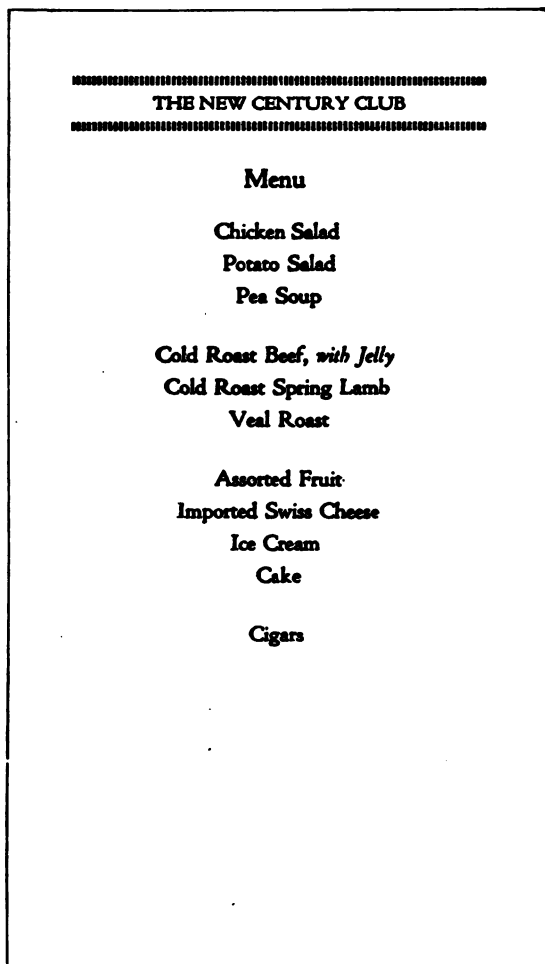 THE NEW CENTURY CLUB
Menu
Chicken Salad
Potato Salad
Pea Soup
Cold Roast Beef, with Jelly
Cold Roast Spring Lamb
Veal Roast
Assorted Fruit
Imported Swiss Cheese
Ice Cream
Cake
Cigars